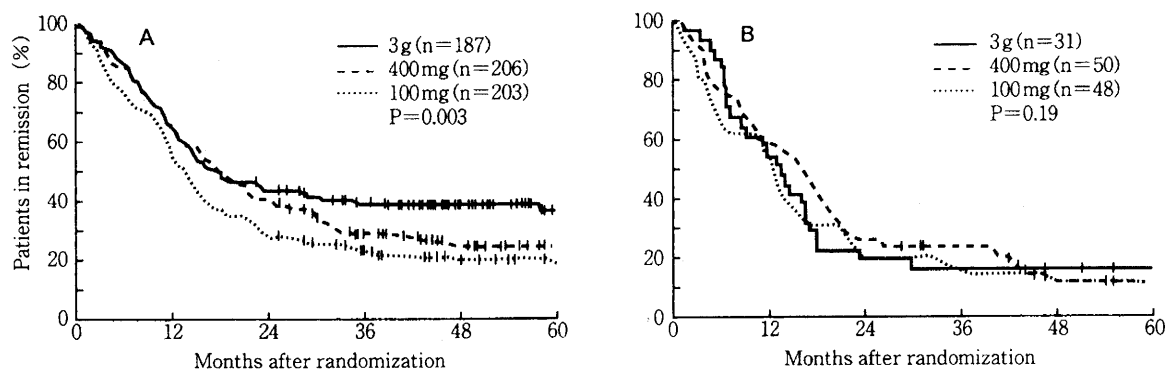 A
3g(n=187)
400mg(n=206)
100mg(n=203)
P=0.003
Patients in remission (%)
100
80
60
40
20
0
0 12 24 36 48 60
Months after randomization
B
3g(n=31)
400mg(n=50)
100mg(n=48)
P=0.19
100
80
60
40
20
0
0 12 24 36 48 60
Months after randomization